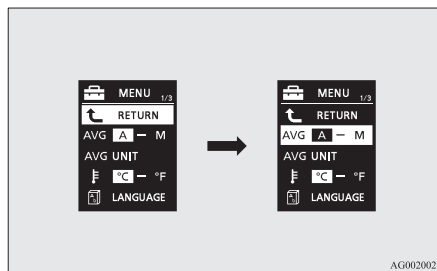 MENU 1/3
RETURN
AVG A – M
AVG UNIT
°C – °F
LANGUAGE
MENU 1/3
RETURN
AVG A – M
AVG UNIT
°C – °F
LANGUAGE
AG002002